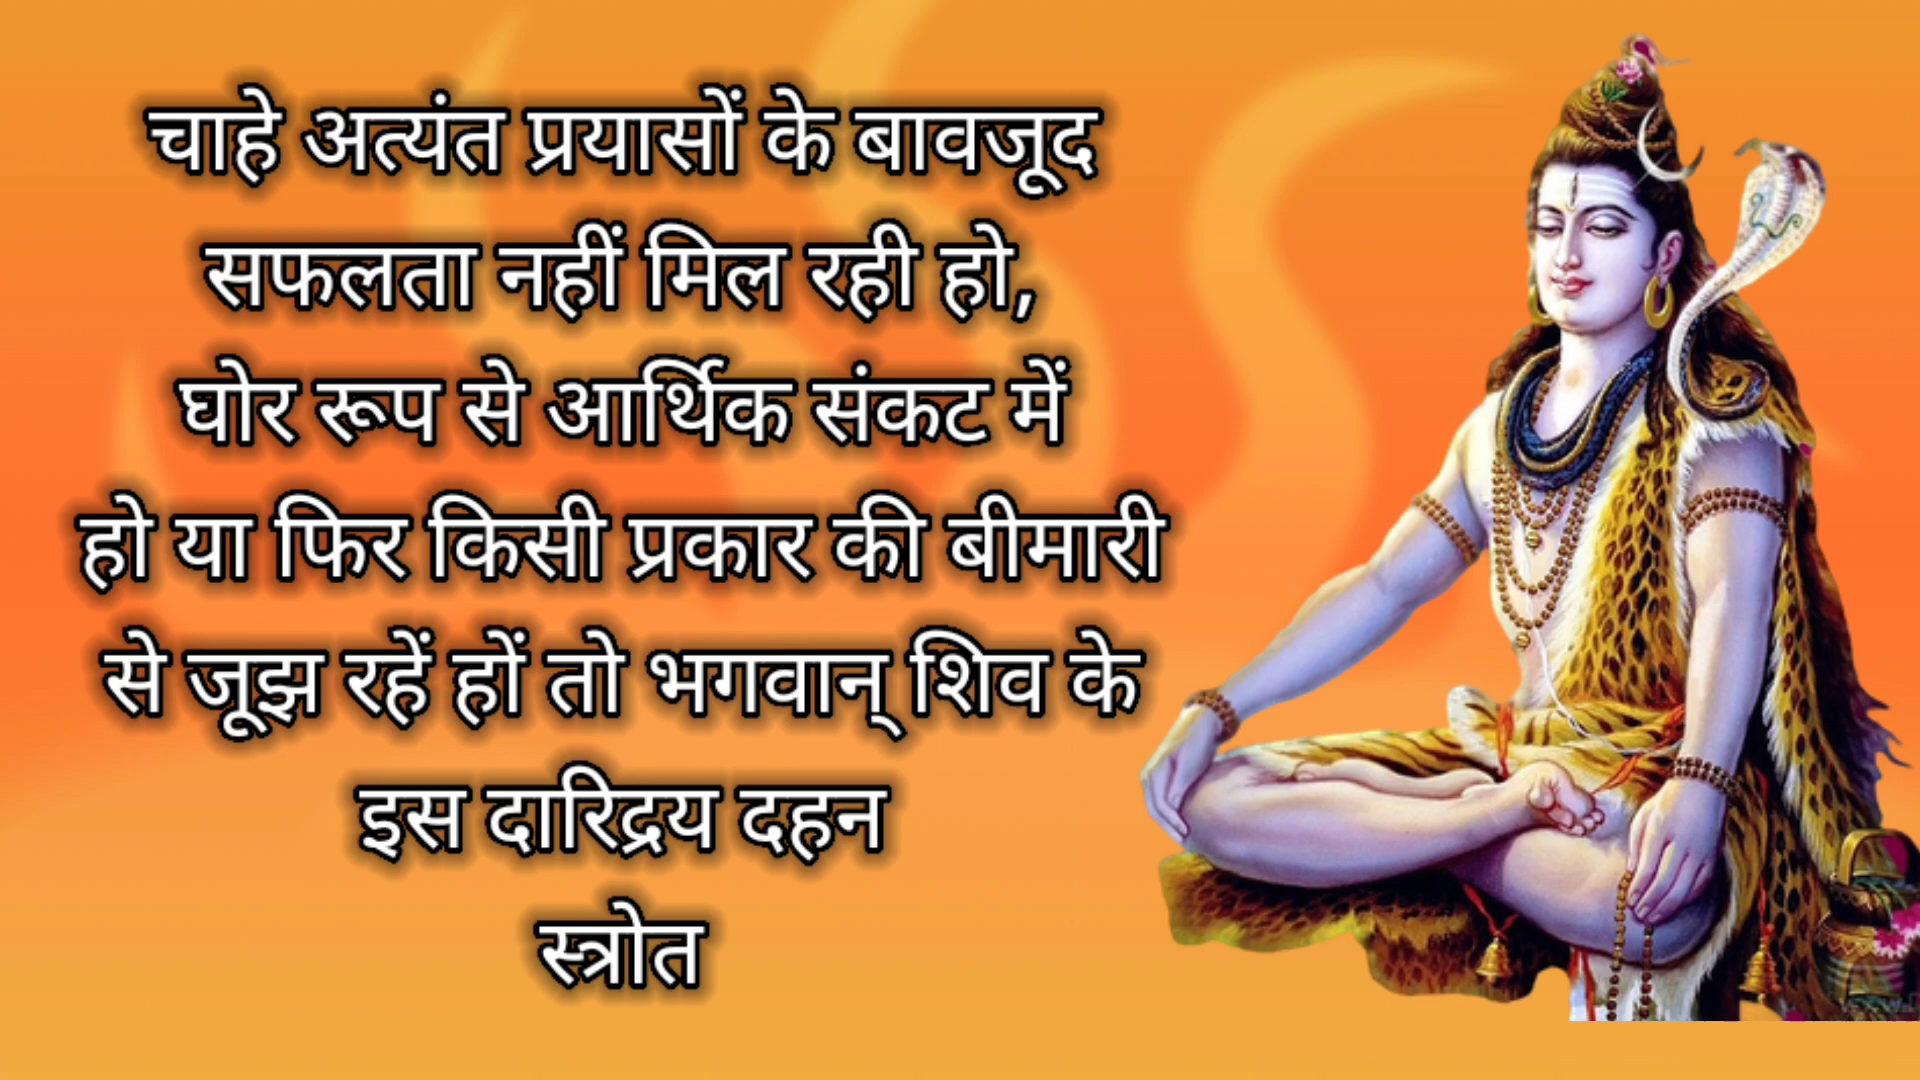 चाहे अत्यंत प्रयासों के बावजूद
सफलता नहीं मिल रही हो,
घोर रूप से आर्थिक संकट में
हो या फिर किसी प्रकार की बीमारी
से जूझ रहें हों तो भगवान् शिव के
इस दारिद्रय दहन
स्त्रोत